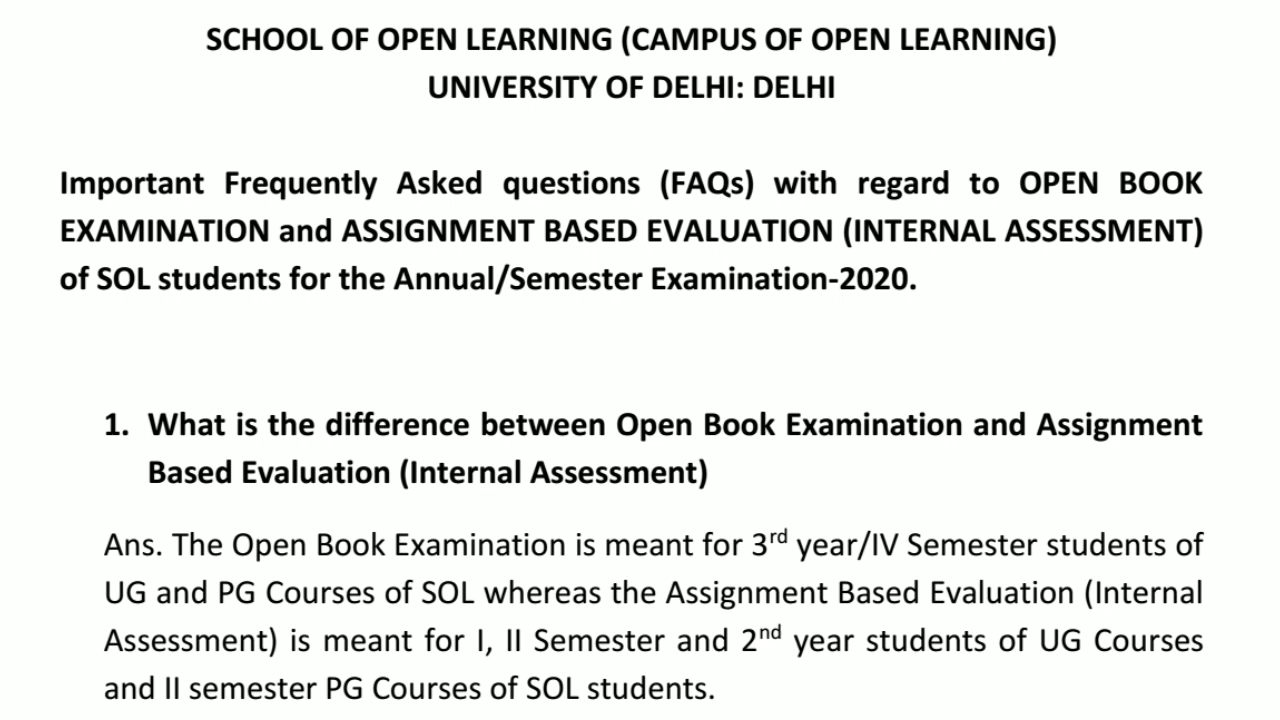 SCHOOL OF OPEN LEARNING (CAMPUS OF OPEN LEARNING)
UNIVERSITY OF DELHI: DELHI
Important Frequently Asked questions (FAQs) with regard to OPEN BOOK
EXAMINATION and ASSIGNMENT BASED EVALUATION (INTERNAL ASSESSMENT)
of SOL students for the Annual/Semester Examination-2020.
1. What is the difference between Open Book Examination and Assignment
Based Evaluation (Internal Assessment)
Ans. The Open Book Examination is meant for 3rd year/IV Semester students of
UG and PG Courses of SOL whereas the Assignment Based Evaluation (Internal
Assessment) is meant for I, II Semester and 2nd year students of UG Courses
and II semester PG Courses of SOL students.